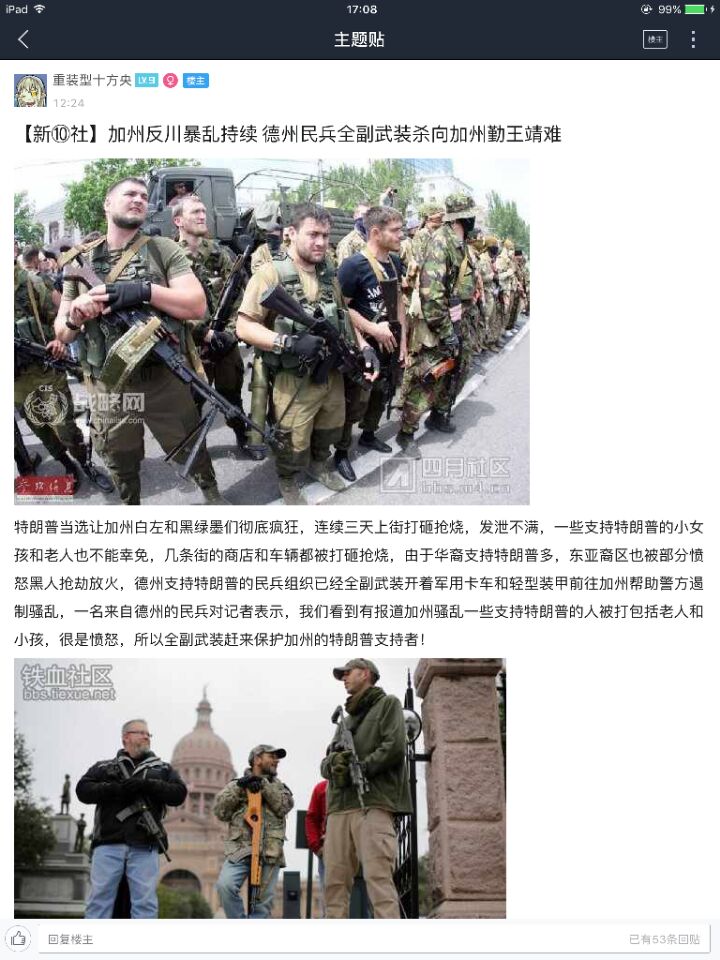 iPad
17:08
99%
主题贴
楼主
重装型十方央 LV.9 楼主
12:24
【新⑩社】加州反川暴乱持续 德州民兵全副武装杀向加州勤王靖难
CIS
战略网
www.chinaiiss.com
参考消息
四月社区
bbs.m4.cn
特朗普当选让加州白左和黑绿墨们彻底疯狂，连续三天上街打砸抢烧，发泄不满，一些支持特朗普的小女
孩和老人也不能幸免，几条街的商店和车辆都被打砸抢烧，由于华裔支持特朗普多，东亚裔区也被部分愤
怒黑人抢劫放火，德州支持特朗普的民兵组织已经全副武装开着军用卡车和轻型装甲前往加州帮助警方遏
制骚乱，一名来自德州的民兵对记者表示，我们看到有报道加州骚乱一些支持特朗普的人被打包括老人和
小孩，很是愤怒，所以全副武装赶来保护加州的特朗普支持者！
铁血社区
bbs.tiexue.net
回复楼主
已有53条回贴